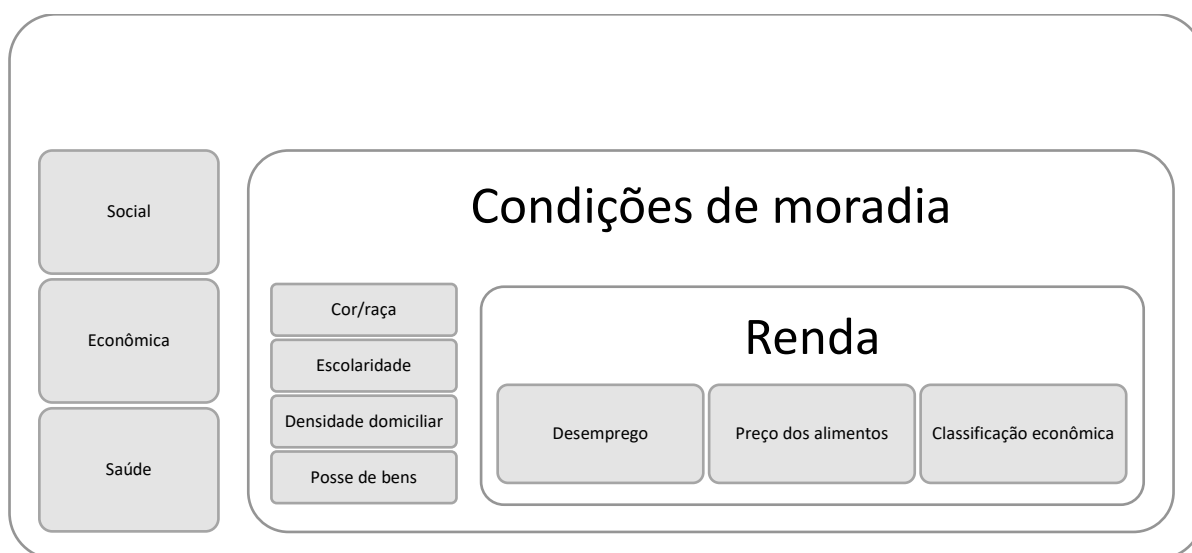 Social
Econômica
Saúde
Condições de moradia
Cor/raça
Escolaridade
Densidade domiciliar
Posse de bens
Renda
Desemprego
Preço dos alimentos
Classificação econômica